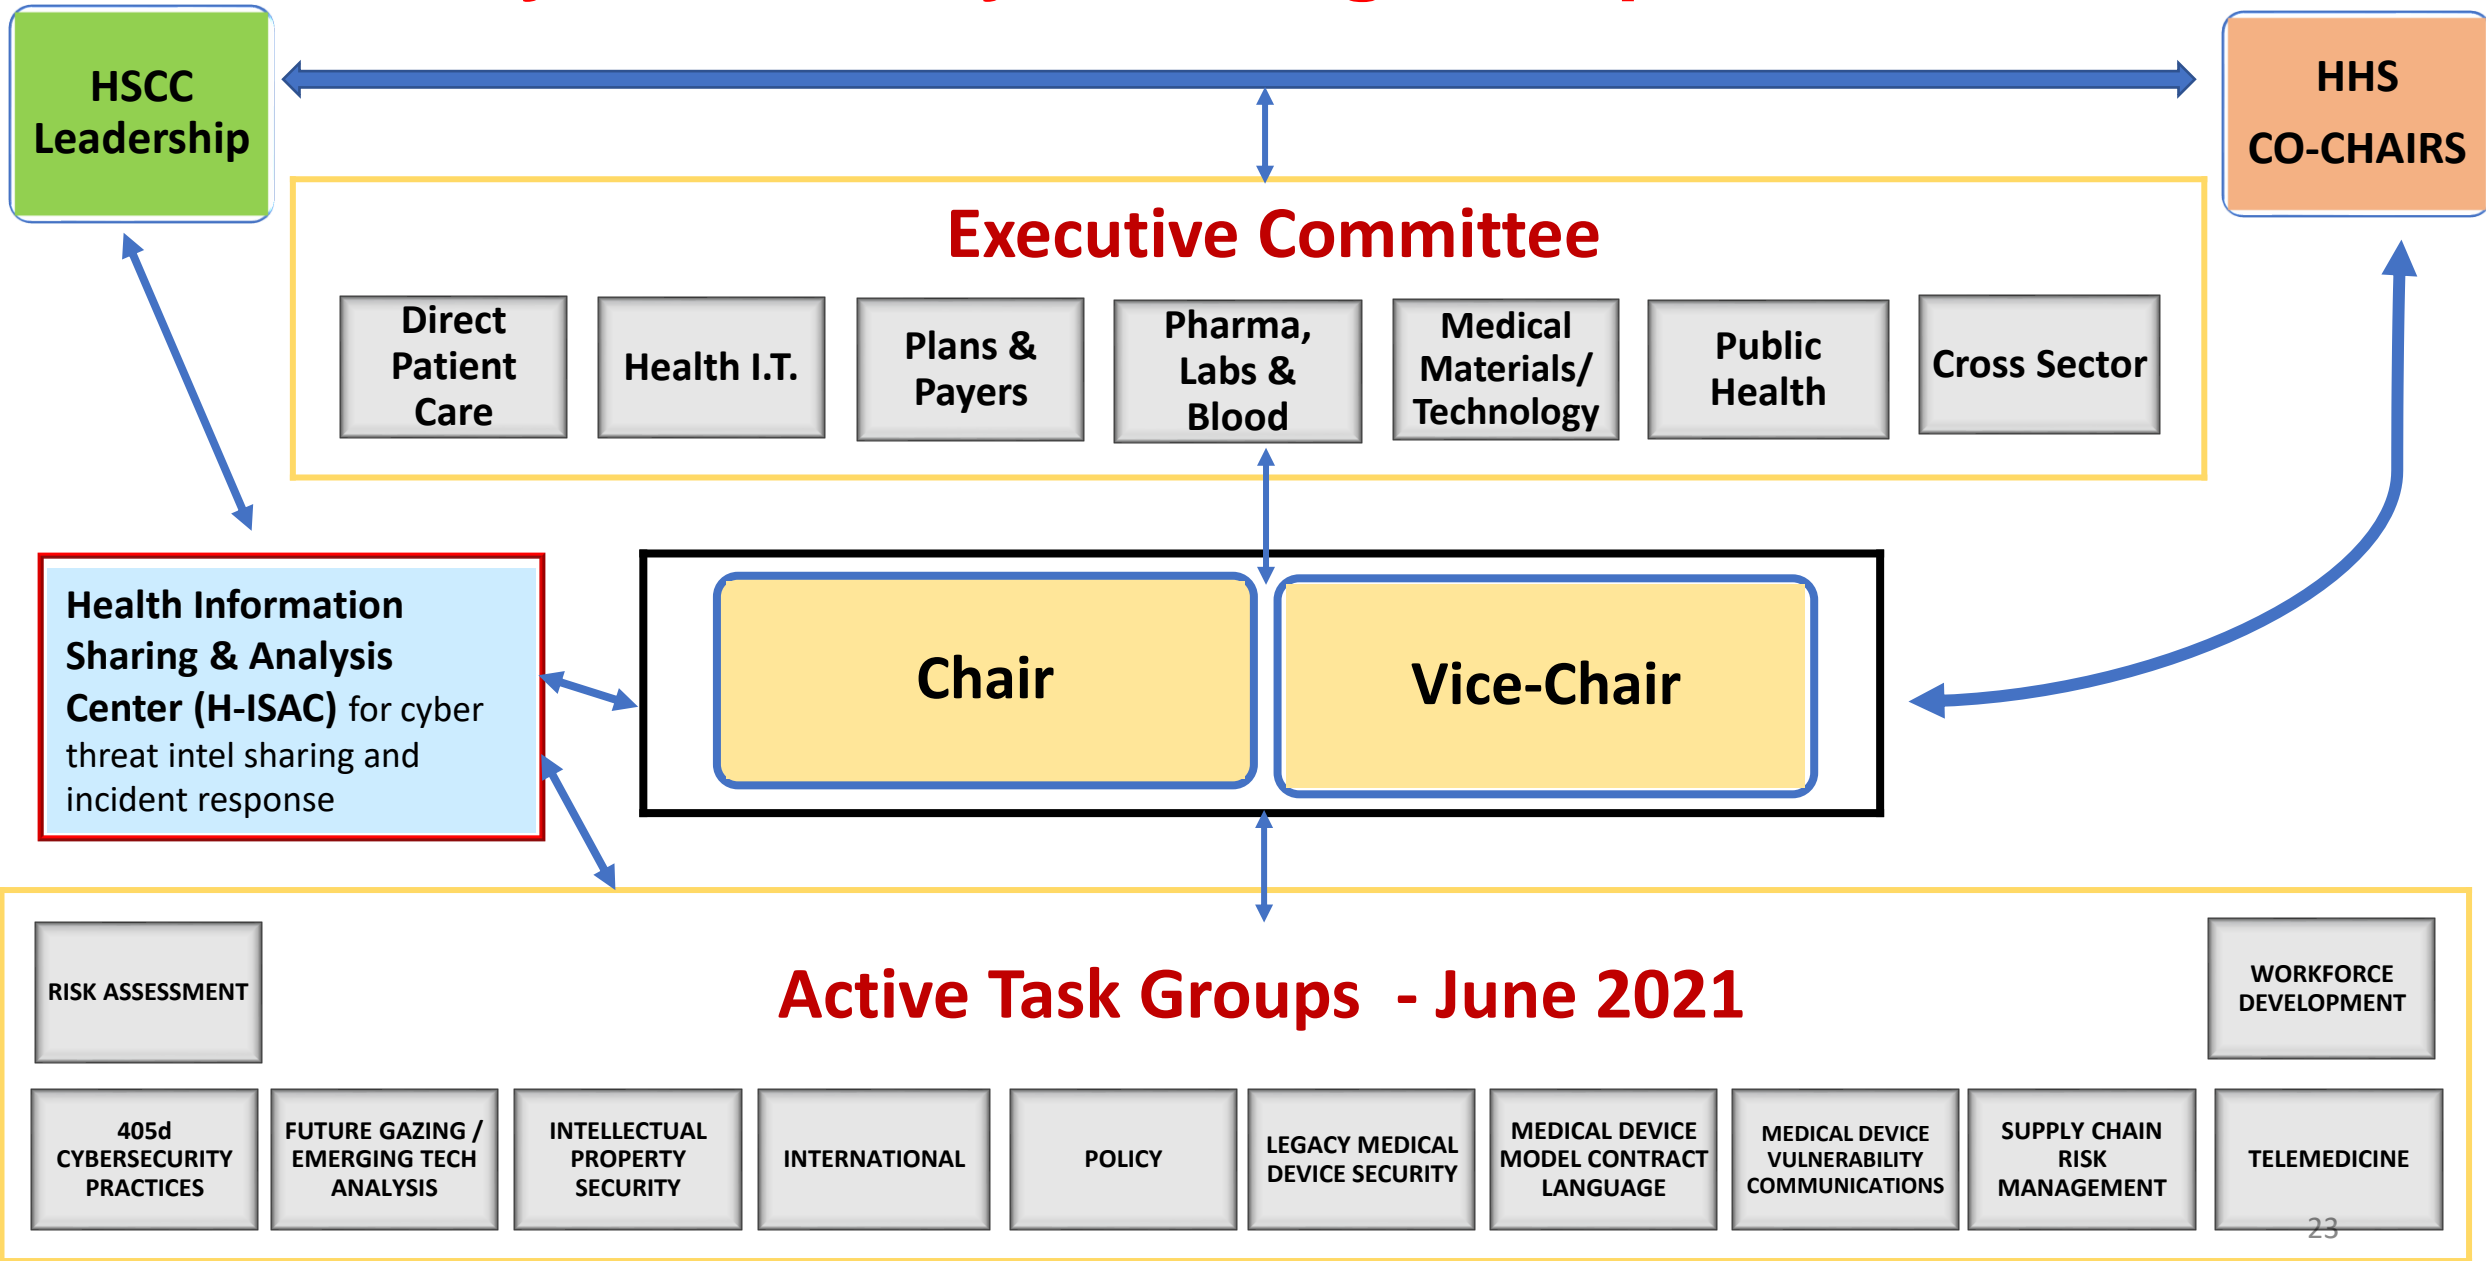 HSCC
Leadership
HHS
CO-CHAIRS
Executive Committee
Direct
Patient
Care
Health I.T.
Plans &
Payers
Pharma,
Labs &
Blood
Medical
Materials/
Technology
Public
Health
Cross Sector
Health Information
Sharing & Analysis
Center (H-ISAC) for cyber
threat intel sharing and
incident response
Chair
Vice-Chair
RISK ASSESSMENT
Active Task Groups - June 2021
WORKFORCE
DEVELOPMENT
405d
CYBERSECURITY
PRACTICES
FUTURE GAZING /
EMERGING TECH
ANALYSIS
INTELLECTUAL
PROPERTY
SECURITY
INTERNATIONAL
POLICY
LEGACY MEDICAL
DEVICE SECURITY
MEDICAL DEVICE
MODEL CONTRACT
LANGUAGE
MEDICAL DEVICE
VULNERABILITY
COMMUNICATIONS
SUPPLY CHAIN
RISK
MANAGEMENT
TELEMEDICINE
23